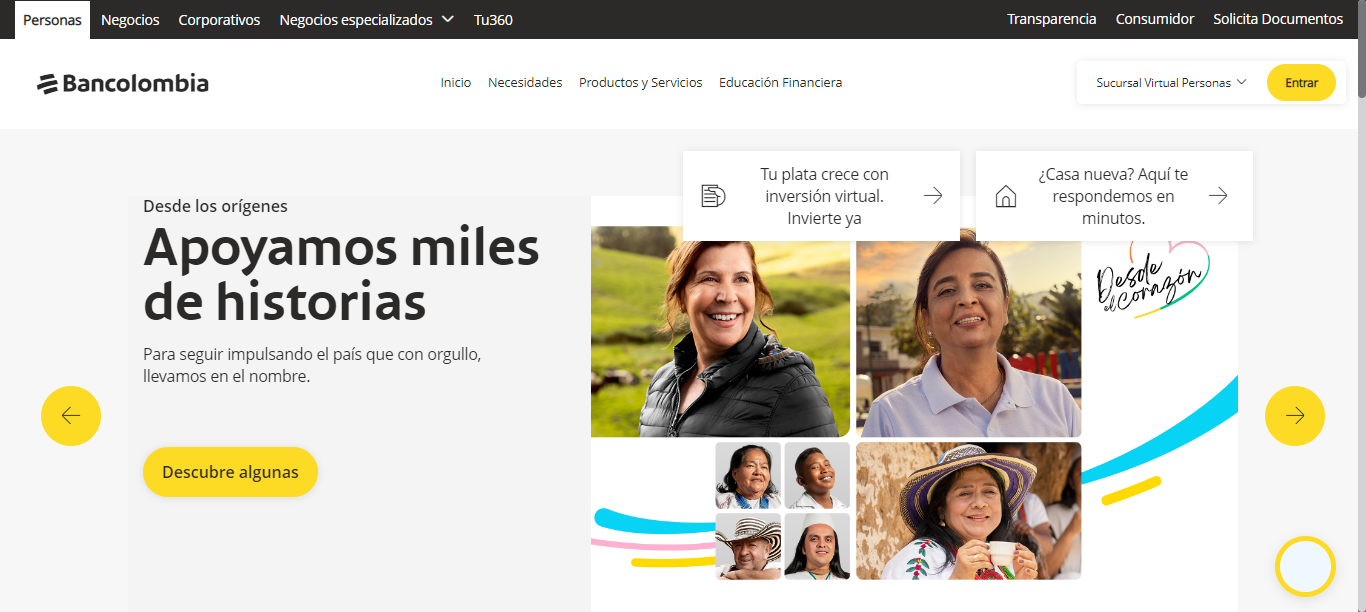 Personas Negocios Corporativos Negocios especializados Tu360 Transparencia Consumidor Solicita Documentos
Bancolombia Inicio Necesidades Productos y Servicios Educación Financiera Sucursal Virtual Personas Entrar
Tu plata crece con
inversión virtual.
Invierte ya
¿Casa nueva? Aquí te
respondemos en
minutos.
Desde los orígenes
Apoyamos miles
de historias
Para seguir impulsando el país que con orgullo,
llevamos en el nombre.
Descubre algunas
Desde
el corazón